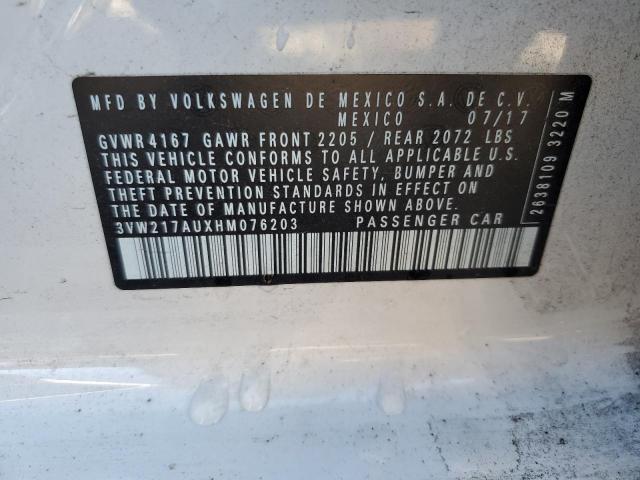 MFD BY VOLKSWAGEN DE MEXICO S.A. DE C.V.
MEXICO 07/17
GVWR 4167 GAWR FRONT 2205 / REAR 2072 LBS
THIS VEHICLE CONFORMS TO ALL APPLICABLE U.S.
FEDERAL MOTOR VEHICLE SAFETY, BUMPER AND
THEFT PREVENTION STANDARDS IN EFFECT ON
THE DATE OF MANUFACTURE SHOWN ABOVE.
3VW217AUXHM076203 PASSENGER CAR
2638109 3220 M